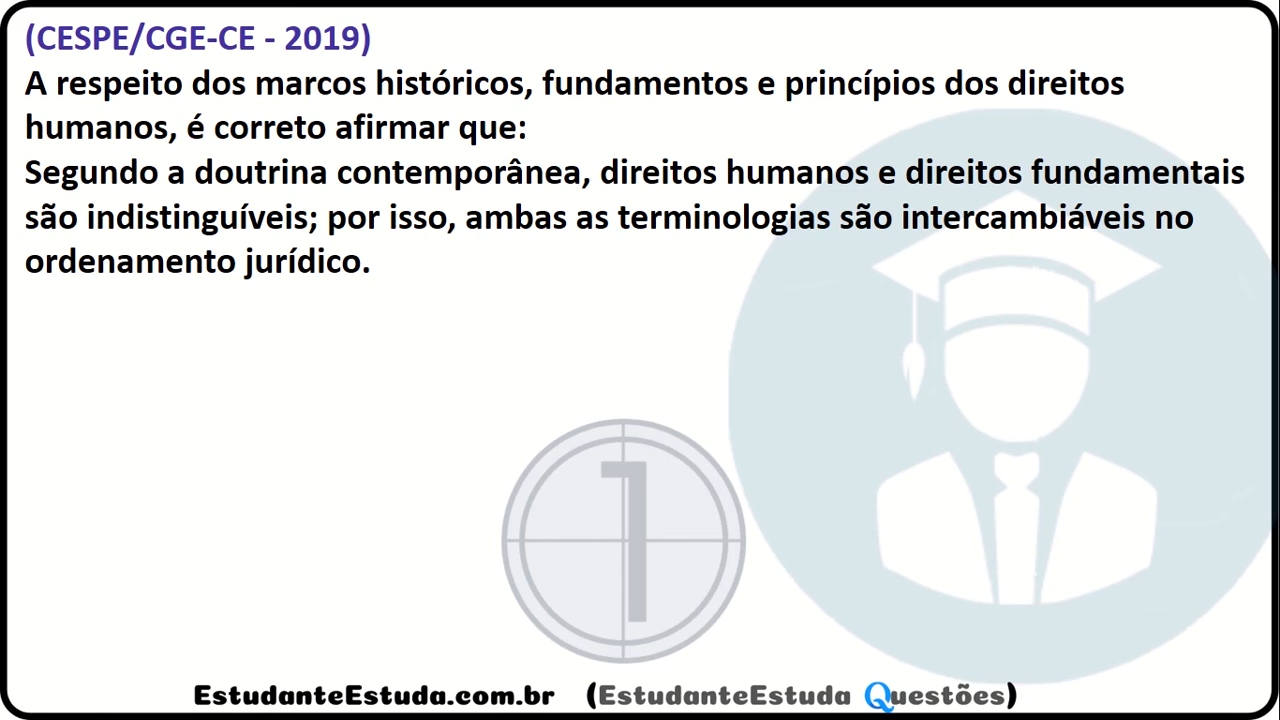 (CESPE/CGE-CE - 2019)
A respeito dos marcos históricos, fundamentos e princípios dos direitos
humanos, é correto afirmar que:
Segundo a doutrina contemporânea, direitos humanos e direitos fundamentais
são indistinguíveis; por isso, ambas as terminologias são intercambiáveis no
ordenamento jurídico.
1
EstudanteEstuda.com.br (EstudanteEstuda Questões)